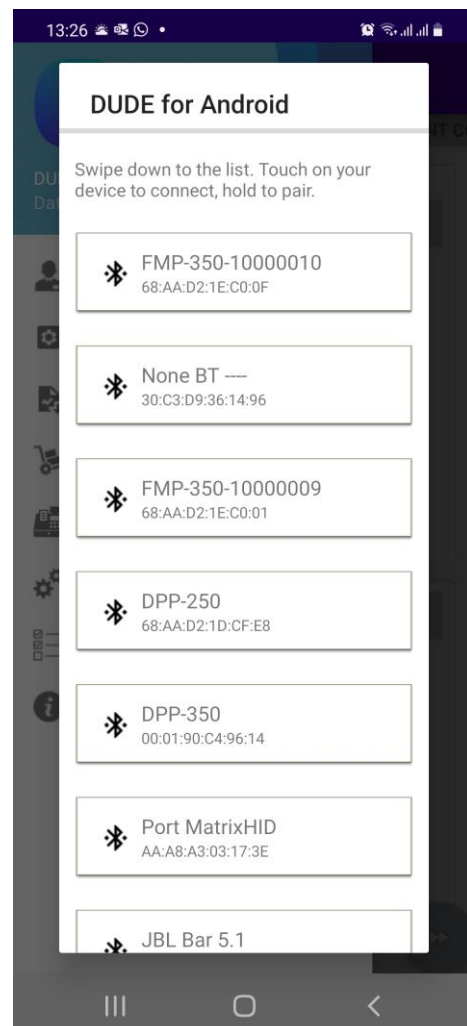 13:26
DUDE for Android
Swipe down to the list. Touch on your
device to connect, hold to pair.
FMP-350-10000010
68:AA:D2:1E:C0:0F
None BT ----
30:C3:D9:36:14:96
FMP-350-10000009
68:AA:D2:1E:C0:01
DPP-250
68:AA:D2:1D:CF:E8
DPP-350
00:01:90:C4:96:14
Port MatrixHID
AA:A8:A3:03:17:3E
JBL Bar 5.1
DU
Dat
NT C